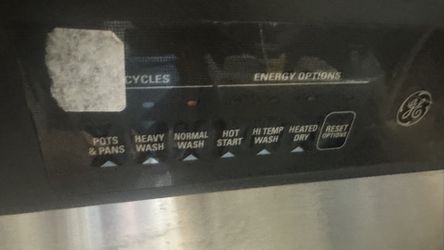 CYCLES
ENERGY OPTIONS
POTS
& PANS
HEAVY
WASH
NORMAL
WASH
HOT
START
HI TEMP
WASH
HEATED
DRY
RESET
OPTIONS
GE